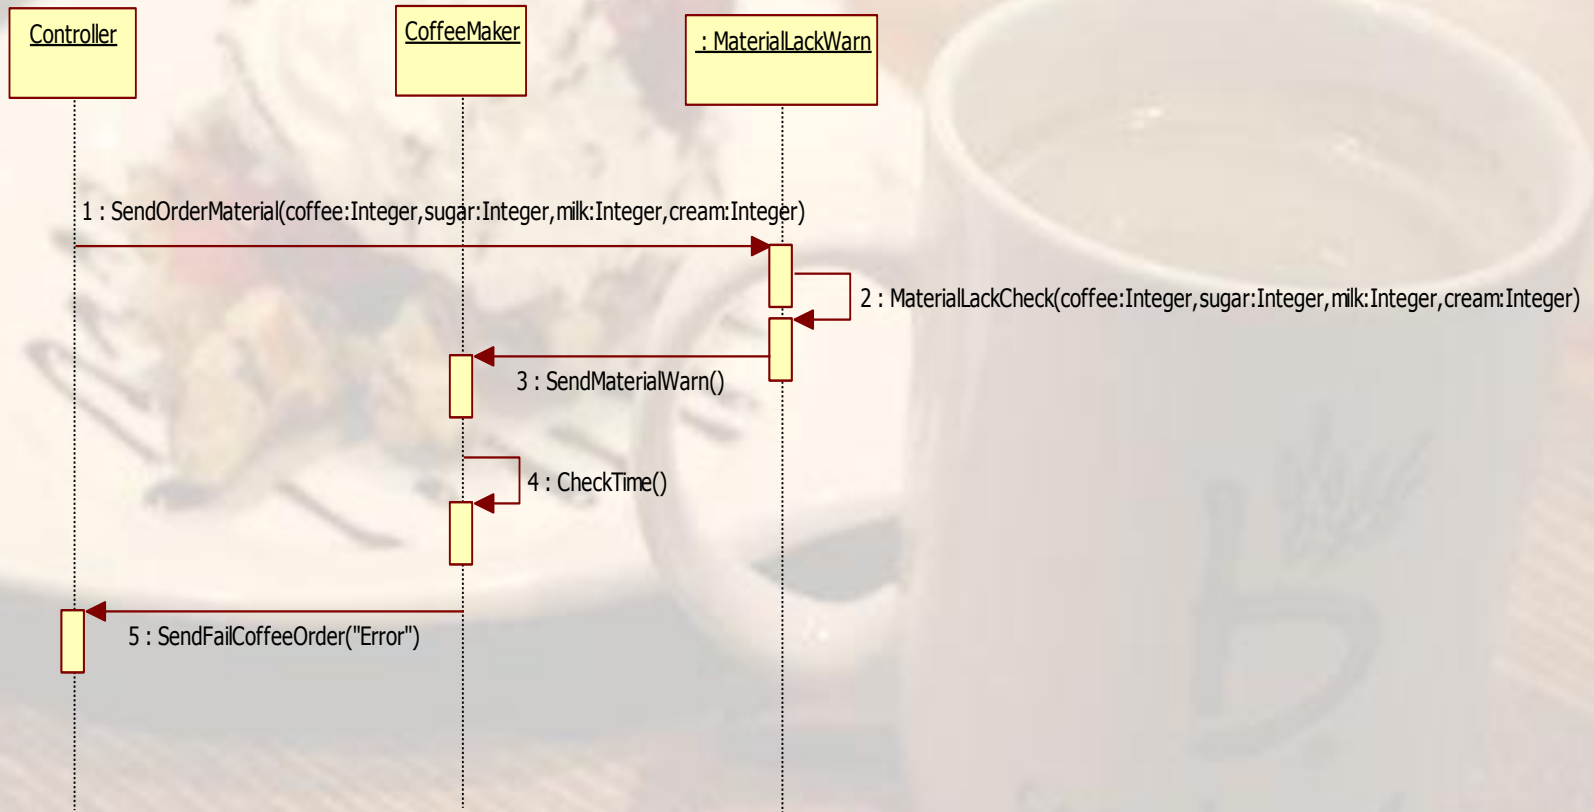 Controller
CoffeeMaker
: MaterialLackWarn
1 : SendOrderMaterial(coffee:Integer,sugar:Integer,milk:Integer,cream:Integer)
2 : MaterialLackCheck(coffee:Integer,sugar:Integer,milk:Integer,cream:Integer)
3 : SendMaterialWarn()
4 : CheckTime()
5 : SendFailCoffeeOrder("Error")